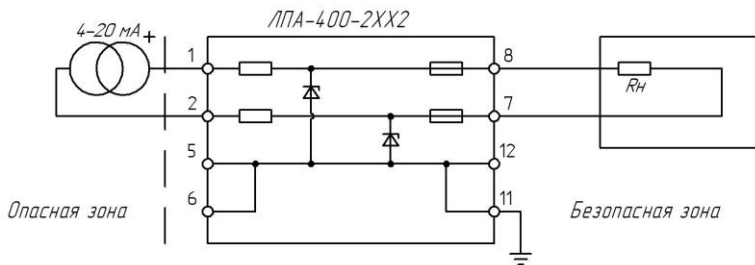 ЛПА-400-2ХХ2
4-20 мА +
1
8
Rн
2
7
5
12
6
11
Опасная зона
Безопасная зона